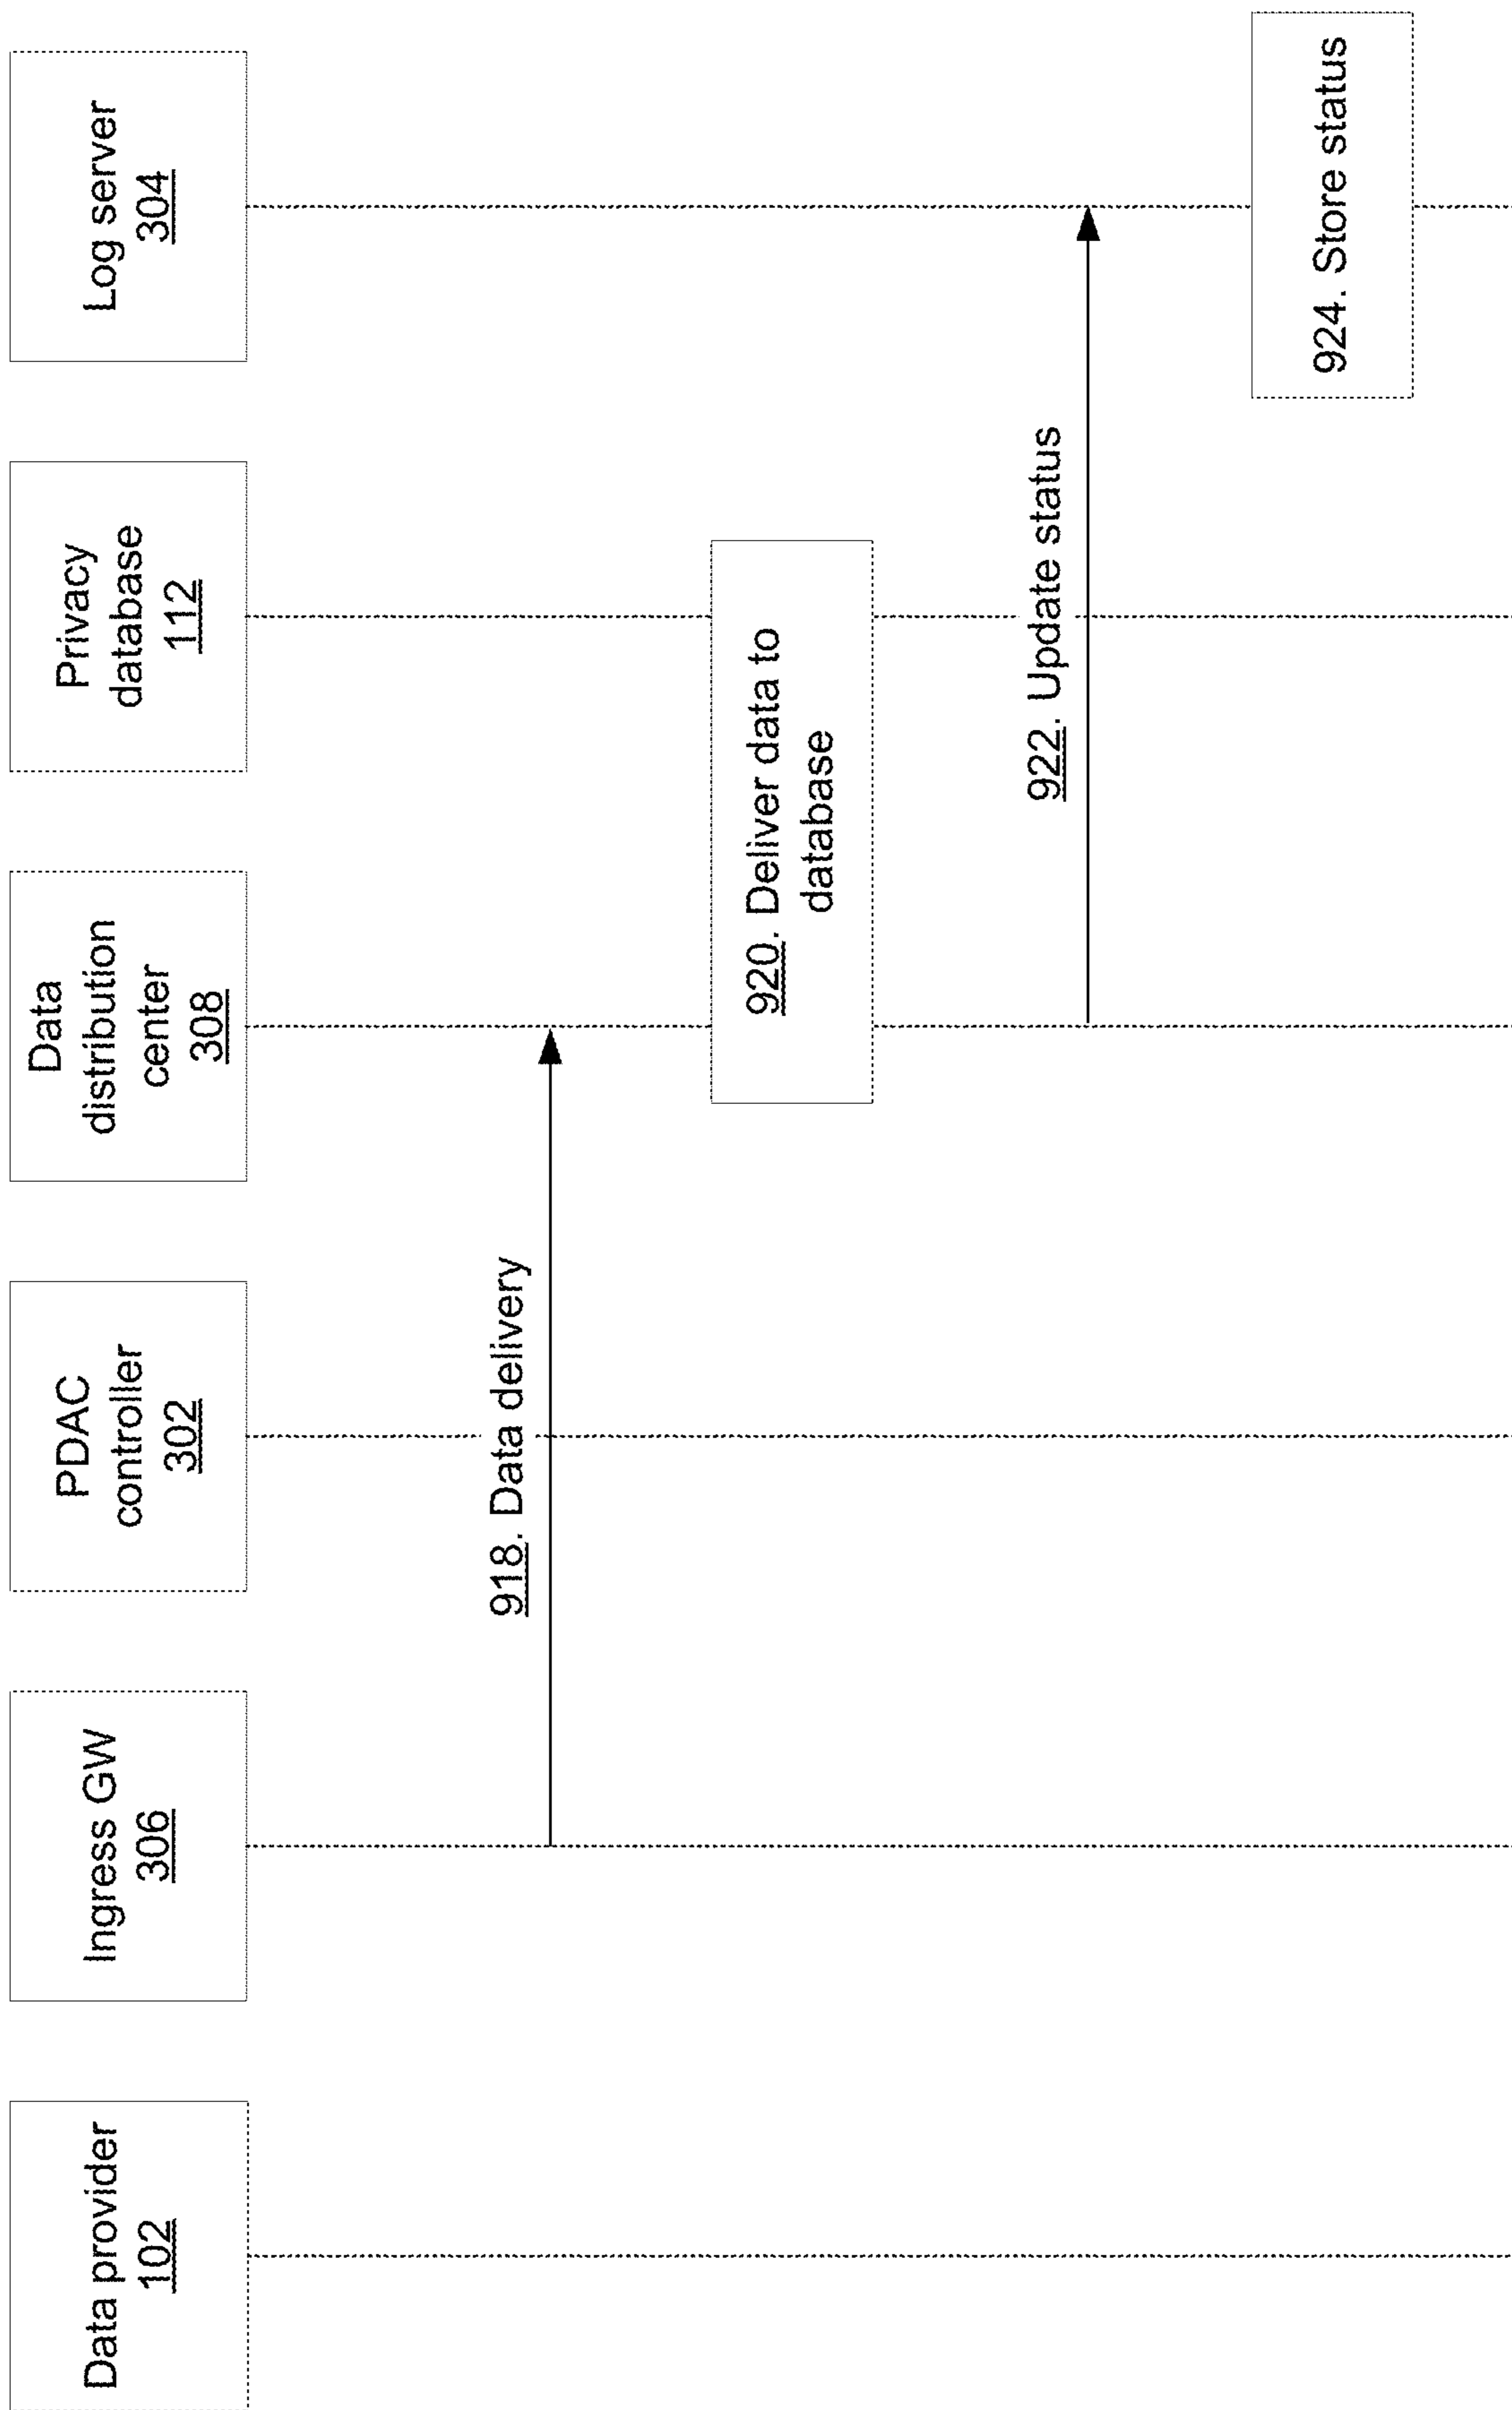 Data provider
102
Ingress GW
306
PDAC
controller
302
Data
distribution
center
308
Privacy
database
112
Log server
304
918. Data delivery
920. Deliver data to
database
922. Update status
924. Store status